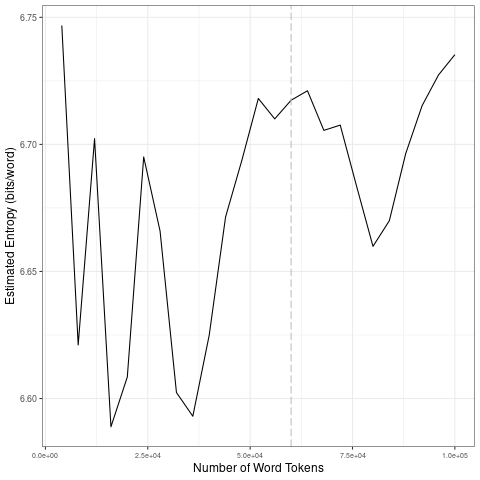 6.75
6.70
6.65
6.60
Estimated Entropy (bits/word)
0.0e+00 2.5e+04 5.0e+04 7.5e+04 1.0e+05
Number of Word Tokens